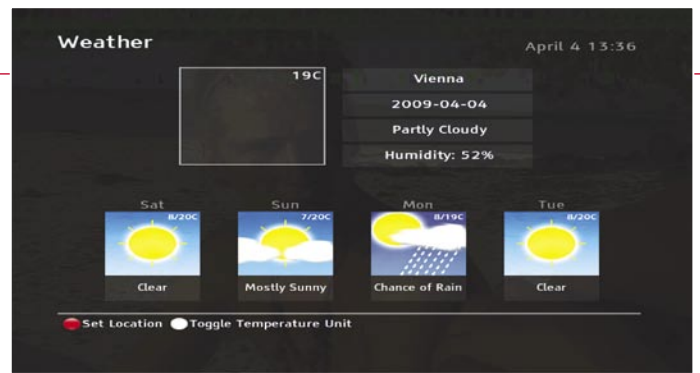 Weather
April 4 13:36
19C
Vienna
2009-04-04
Partly Cloudy
Humidity: 52%
Sat Sun Mon Tue
8/20C 7/20C 8/19C 8/20C
Clear Mostly Sunny Chance of Rain Clear
Set Location Toggle Temperature Unit